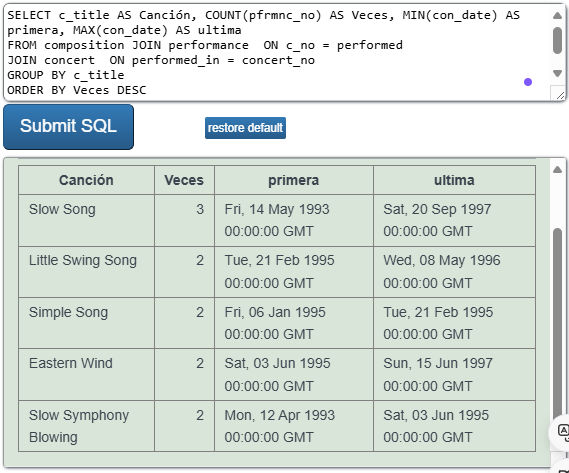 SELECT c_title AS Canción, COUNT(pfrmnc_no) AS Veces, MIN(con_date) AS
primera, MAX(con_date) AS ultima
FROM composition JOIN performance  ON c_no = performed
JOIN concert  ON performed_in = concert_no
GROUP BY c_title
ORDER BY Veces DESC
Submit SQL
restore default
Canción Veces primera ultima
Slow Song 3 Fri, 14 May 1993 Sat, 20 Sep 1997
00:00:00 GMT 00:00:00 GMT
Little Swing Song 2 Tue, 21 Feb 1995 Wed, 08 May 1996
00:00:00 GMT 00:00:00 GMT
Simple Song 2 Fri, 06 Jan 1995 Tue, 21 Feb 1995
00:00:00 GMT 00:00:00 GMT
Eastern Wind 2 Sat, 03 Jun 1995 Sun, 15 Jun 1997
00:00:00 GMT 00:00:00 GMT
Slow Symphony 2 Mon, 12 Apr 1993 Sat, 03 Jun 1995
Blowing 00:00:00 GMT 00:00:00 GMT